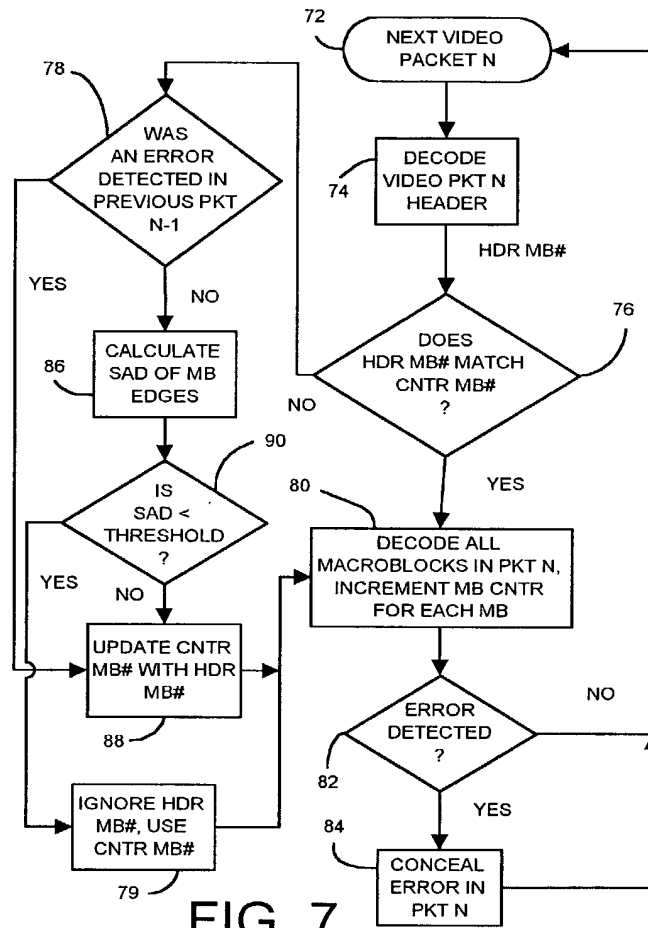 72
NEXT VIDEO
PACKET N
74
DECODE
VIDEO PKT N
HEADER
HDR MB#
76
DOES
HDR MB# MATCH
CNTR MB#
?
NO
YES
78
WAS
AN ERROR
DETECTED IN
PREVIOUS PKT
N-1
YES
NO
86
CALCULATE
SAD OF MB
EDGES
90
IS
SAD <
THRESHOLD
?
YES
NO
UPDATE CNTR
MB# WITH HDR
MB#
88
IGNORE HDR
MB#, USE
CNTR MB#
79
80
DECODE ALL
MACROBLOCKS IN PKT N,
INCREMENT MB CNTR
FOR EACH MB
82
ERROR
DETECTED
?
NO
YES
84
CONCEAL
ERROR IN
PKT N
FIG. 7